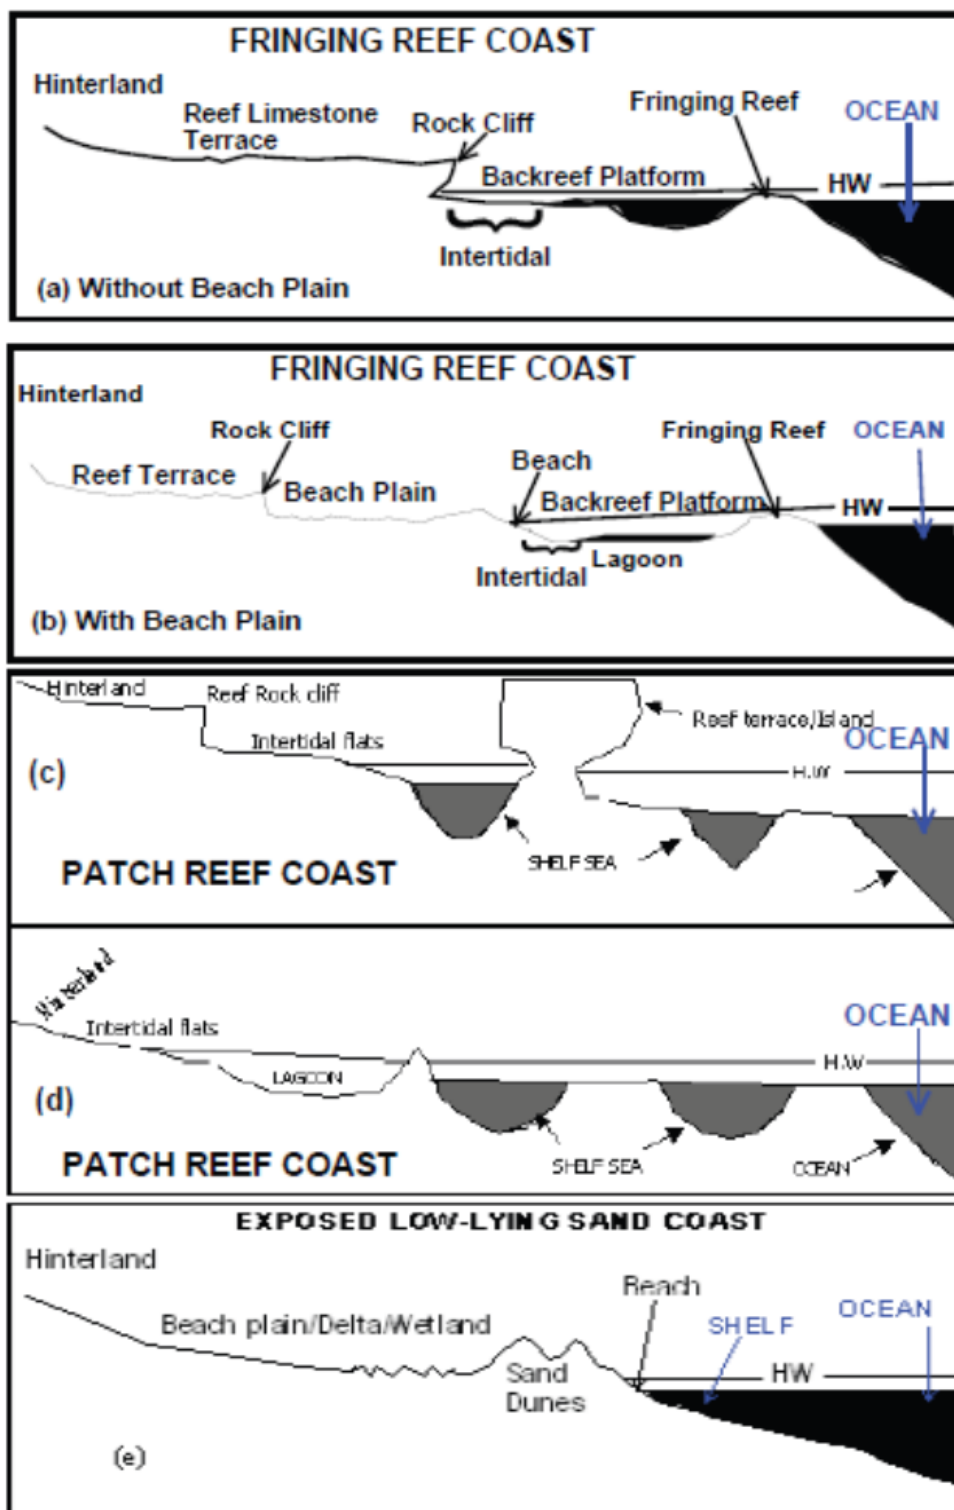 FRINGING REEF COAST
Hinterland
Reef Limestone
Terrace
Rock Cliff
Fringing Reef
OCEAN
Backreef Platform
HW
Intertidal
(a) Without Beach Plain
FRINGING REEF COAST
Hinterland
Rock Cliff
Fringing Reef
OCEAN
Reef Terrace
Beach
Beach Plain
Backreef Platform
HW
Lagoon
Intertidal
(b) With Beach Plain
Hinterland
Reef Rock cliff
Reef terrace/Island
Intertidal flats
OCEAN
(c)
H.W
SHELF SEA
PATCH REEF COAST
Hinterland
Intertidal flats
OCEAN
H.W
LAGOON
(d)
SHELF SEA
OCEAN
PATCH REEF COAST
EXPOSED LOW-LYING SAND COAST
Hinterland
Beach
OCEAN
Beach plain/Delta/Wetland
SHELF
Sand
Dunes
HW
(e)